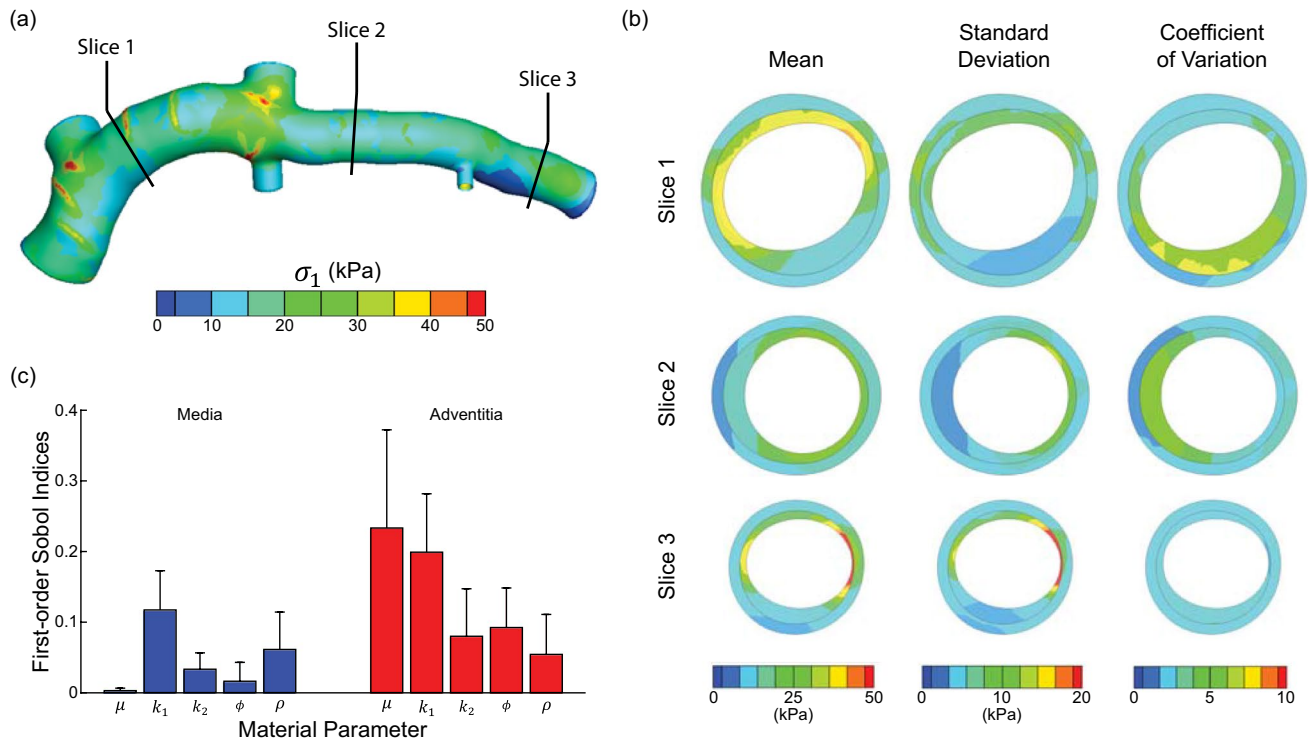 (a)
Slice 1
Slice 2
Slice 3
σ₁ (kPa)
0 10 20 30 40 50
(b)
Mean
Standard Deviation
Coefficient of Variation
Slice 1
Slice 2
Slice 3
0 25 50
(kPa)
0 10 20
(kPa)
0 5 10
(c)
First-order Sobol Indices
0.4
0.3
0.2
0.1
0
Media
Adventitia
μ k₁ k₂ ϕ ρ
μ k₁ k₂ ϕ ρ
Material Parameter